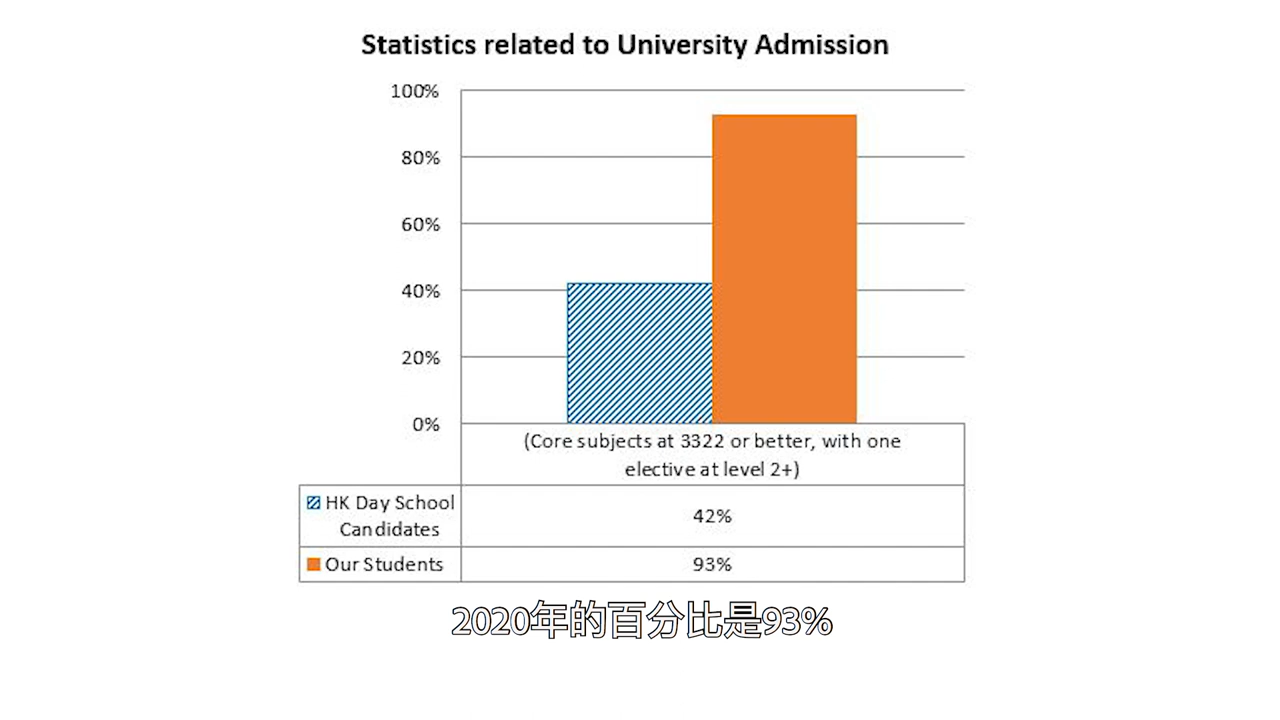 Statistics related to University Admission
100%
80%
60%
40%
20%
0%
(Core subjects at 3322 or better, with one
elective at level 2+)
HK Day School
Candidates
42%
Our Students
93%
2020年的百分比是93%